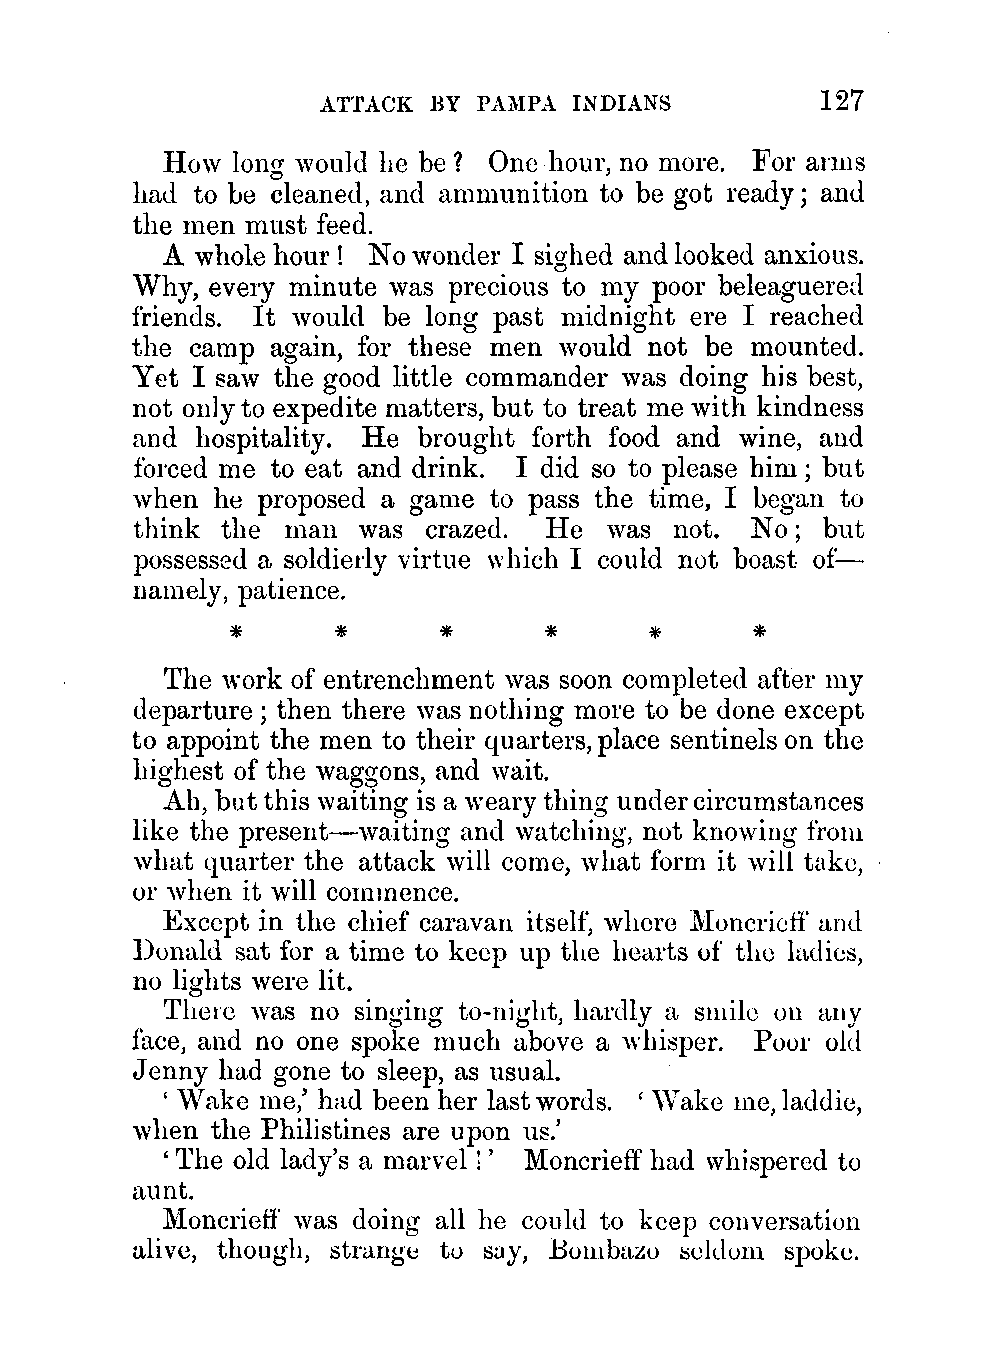 ATTACK BY PAMPA INDIANS 127
How long would he be? One hour, no more. For arms
had to be cleaned, and ammunition to be got ready; and
the men must feed.
A whole hour! No wonder I sighed and looked anxious.
Why, every minute was precious to my poor beleaguered
friends. It would be long past midnight ere I reached
the camp again, for these men would not be mounted.
Yet I saw the good little commander was doing his best,
not only to expedite matters, but to treat me with kindness
and hospitality. He brought forth food and wine, and
forced me to eat and drink. I did so to please him; but
when he proposed a game to pass the time, I began to
think the man was crazed. He was not. No; but
possessed a soldierly virtue which I could not boast of—
namely, patience.
* * * * * *
The work of entrenchment was soon completed after my
departure; then there was nothing more to be done except
to appoint the men to their quarters, place sentinels on the
highest of the waggons, and wait.
Ah, but this waiting is a weary thing under circumstances
like the present—waiting and watching, not knowing from
what quarter the attack will come, what form it will take,
or when it will commence.
Except in the chief caravan itself, where Moncrieff and
Donald sat for a time to keep up the hearts of the ladies,
no lights were lit.
There was no singing to-night, hardly a smile on any
face, and no one spoke much above a whisper. Poor old
Jenny had gone to sleep, as usual.
‘Wake me,’ had been her last words. ‘Wake me, laddie,
when the Philistines are upon us.’
‘The old lady’s a marvel!’ Moncrieff had whispered to
aunt.
Moncrieff was doing all he could to keep conversation
alive, though, strange to say, Bombazo seldom spoke.